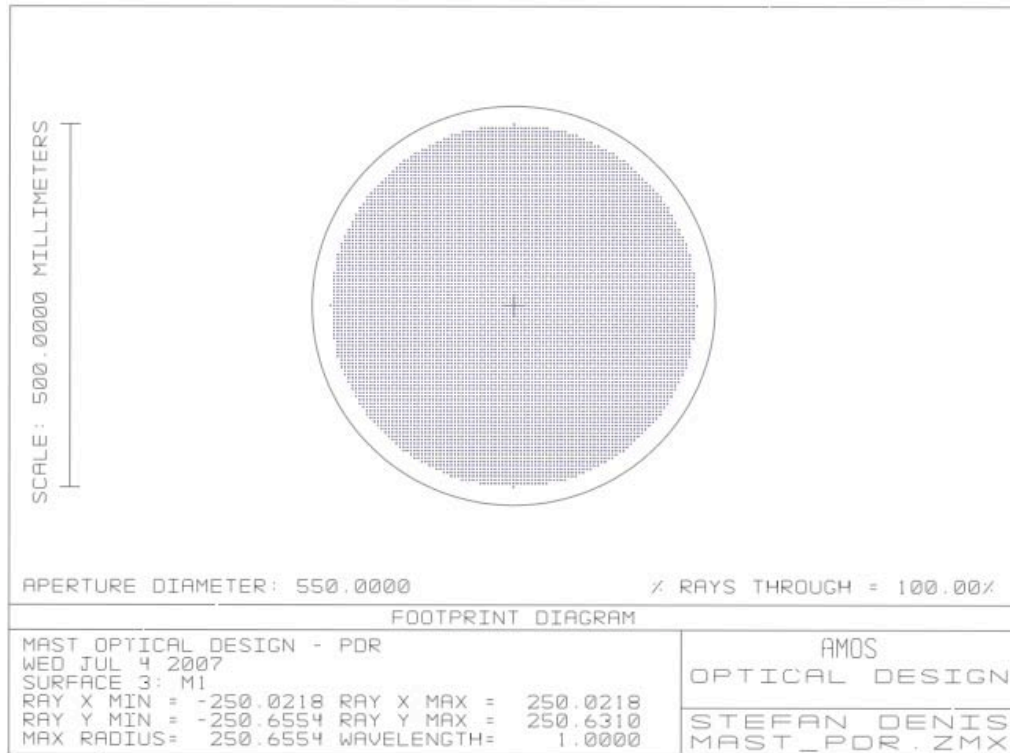 SCALE: 500.0000 MILLIMETERS
APERTURE DIAMETER: 550.0000
% RAYS THROUGH = 100.00%
FOOTPRINT DIAGRAM
MAST OPTICAL DESIGN - PDR
WED JUL 4 2007
SURFACE 3: M1
RAY X MIN = -250.0218 RAY X MAX = 250.0218
RAY Y MIN = -250.6554 RAY Y MAX = 250.6310
MAX RADIUS= 250.6554 WAVELENGTH= 1.0000
AMOS
OPTICAL DESIGN
STEFAN DENIS
MAST_PDR.ZMX